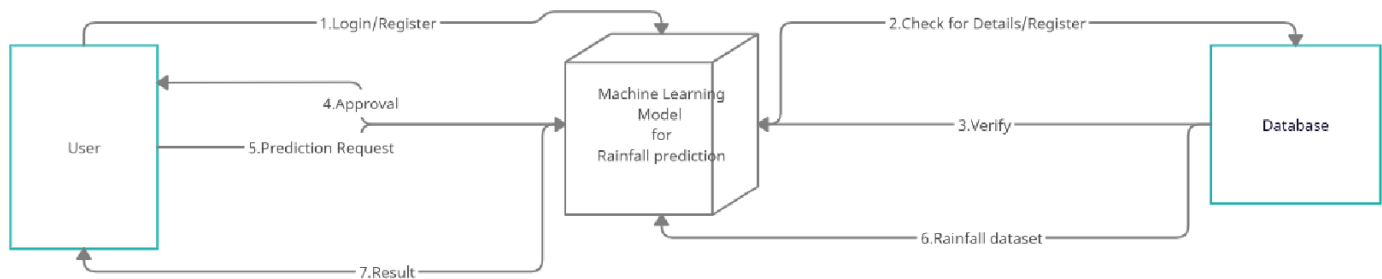 1.Login/Register
2.Check for Details/Register
4.Approval
Machine Learning
Model
for
Rainfall prediction
3.Verify
Database
User
5.Prediction Request
6.Rainfall dataset
7.Result